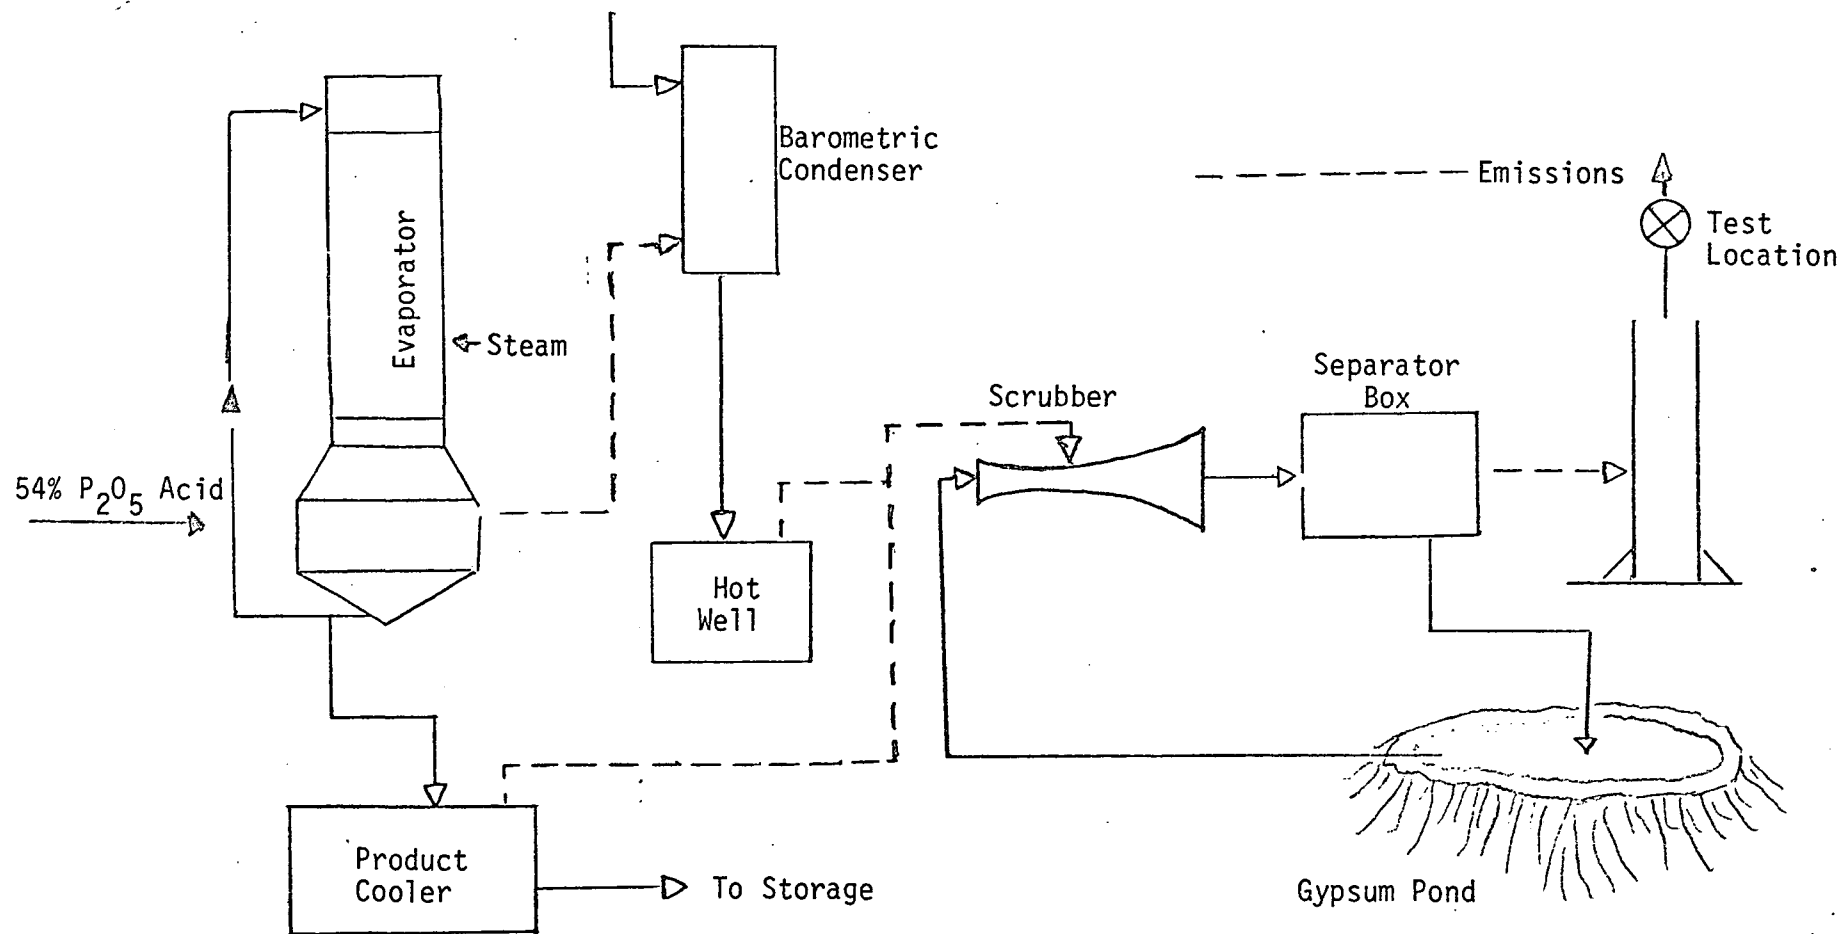 Barometric
Condenser
Emissions
Test
Location
Evaporator
Steam
Separator
Box
Scrubber
54% P₂O₅ Acid
Hot
Well
Product
Cooler
To Storage
Gypsum Pond